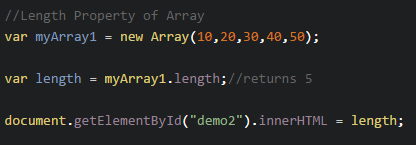 //Length Property of Array
var myArray1 = new Array(10,20,30,40,50);
var length = myArray1.length;//returns 5
document.getElementById("demo2").innerHTML = length;